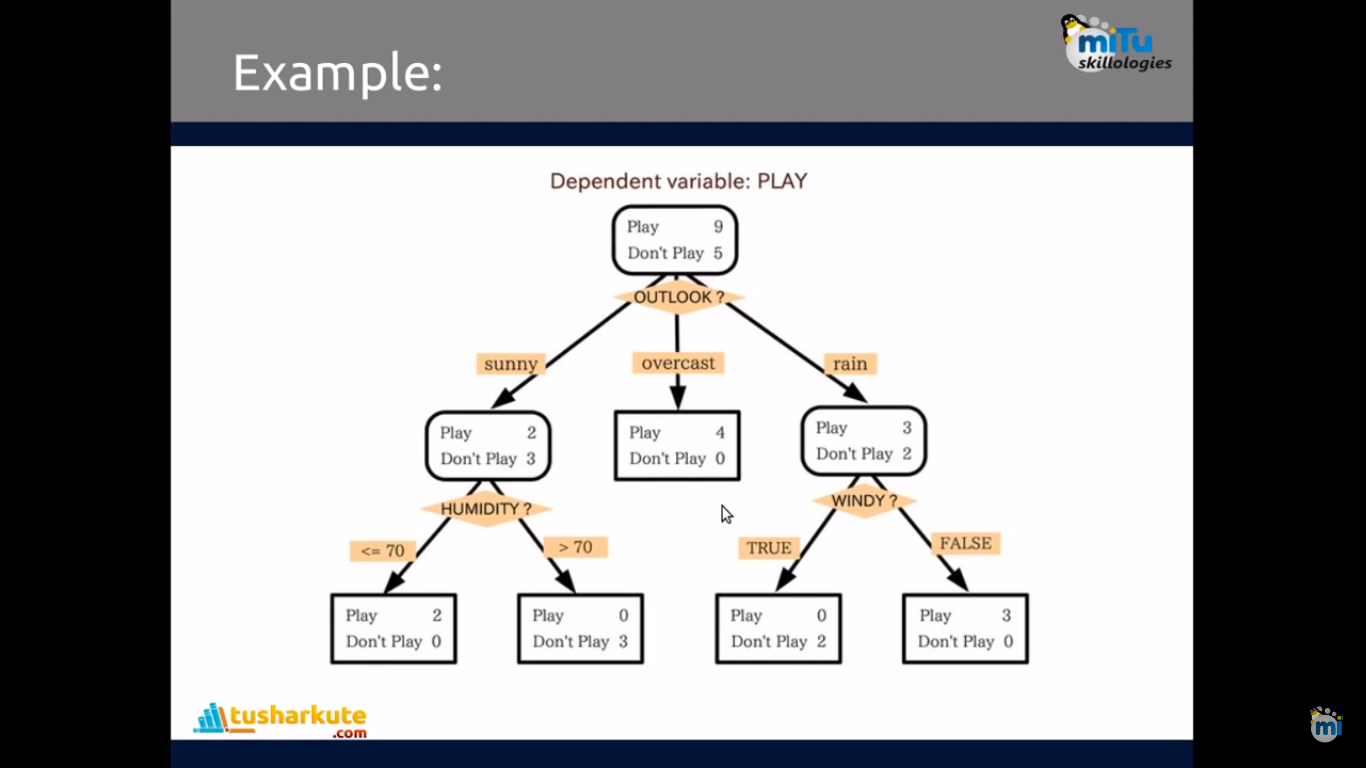 Example:
miTu
skillologies
Dependent variable: PLAY
Play 9
Don't Play 5
OUTLOOK ?
sunny
overcast
rain
Play 2
Don't Play 3
Play 4
Don't Play 0
Play 3
Don't Play 2
HUMIDITY ?
WINDY ?
<= 70
> 70
TRUE
FALSE
Play 2
Don't Play 0
Play 0
Don't Play 3
Play 0
Don't Play 2
Play 3
Don't Play 0
tusharkute
.com
mi